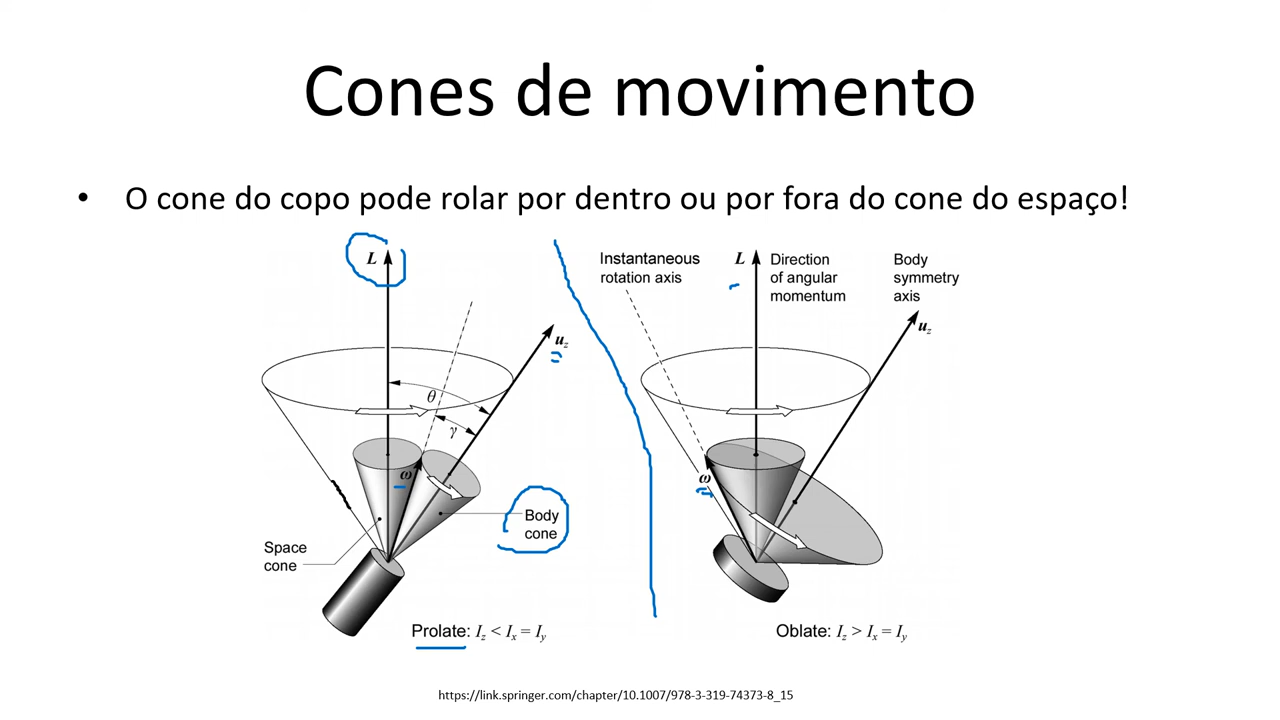 Cones de movimento
• O cone do copo pode rolar por dentro ou por fora do cone do espaço!
L
u_z
θ
γ
ω
Space
cone
Body
cone
Prolate: I_z < I_x = I_y
Instantaneous
rotation axis
L
Direction
of angular
momentum
Body
symmetry
axis
u_z
ω
Oblate: I_z > I_x = I_y
https://link.springer.com/chapter/10.1007/978-3-319-74373-8_15